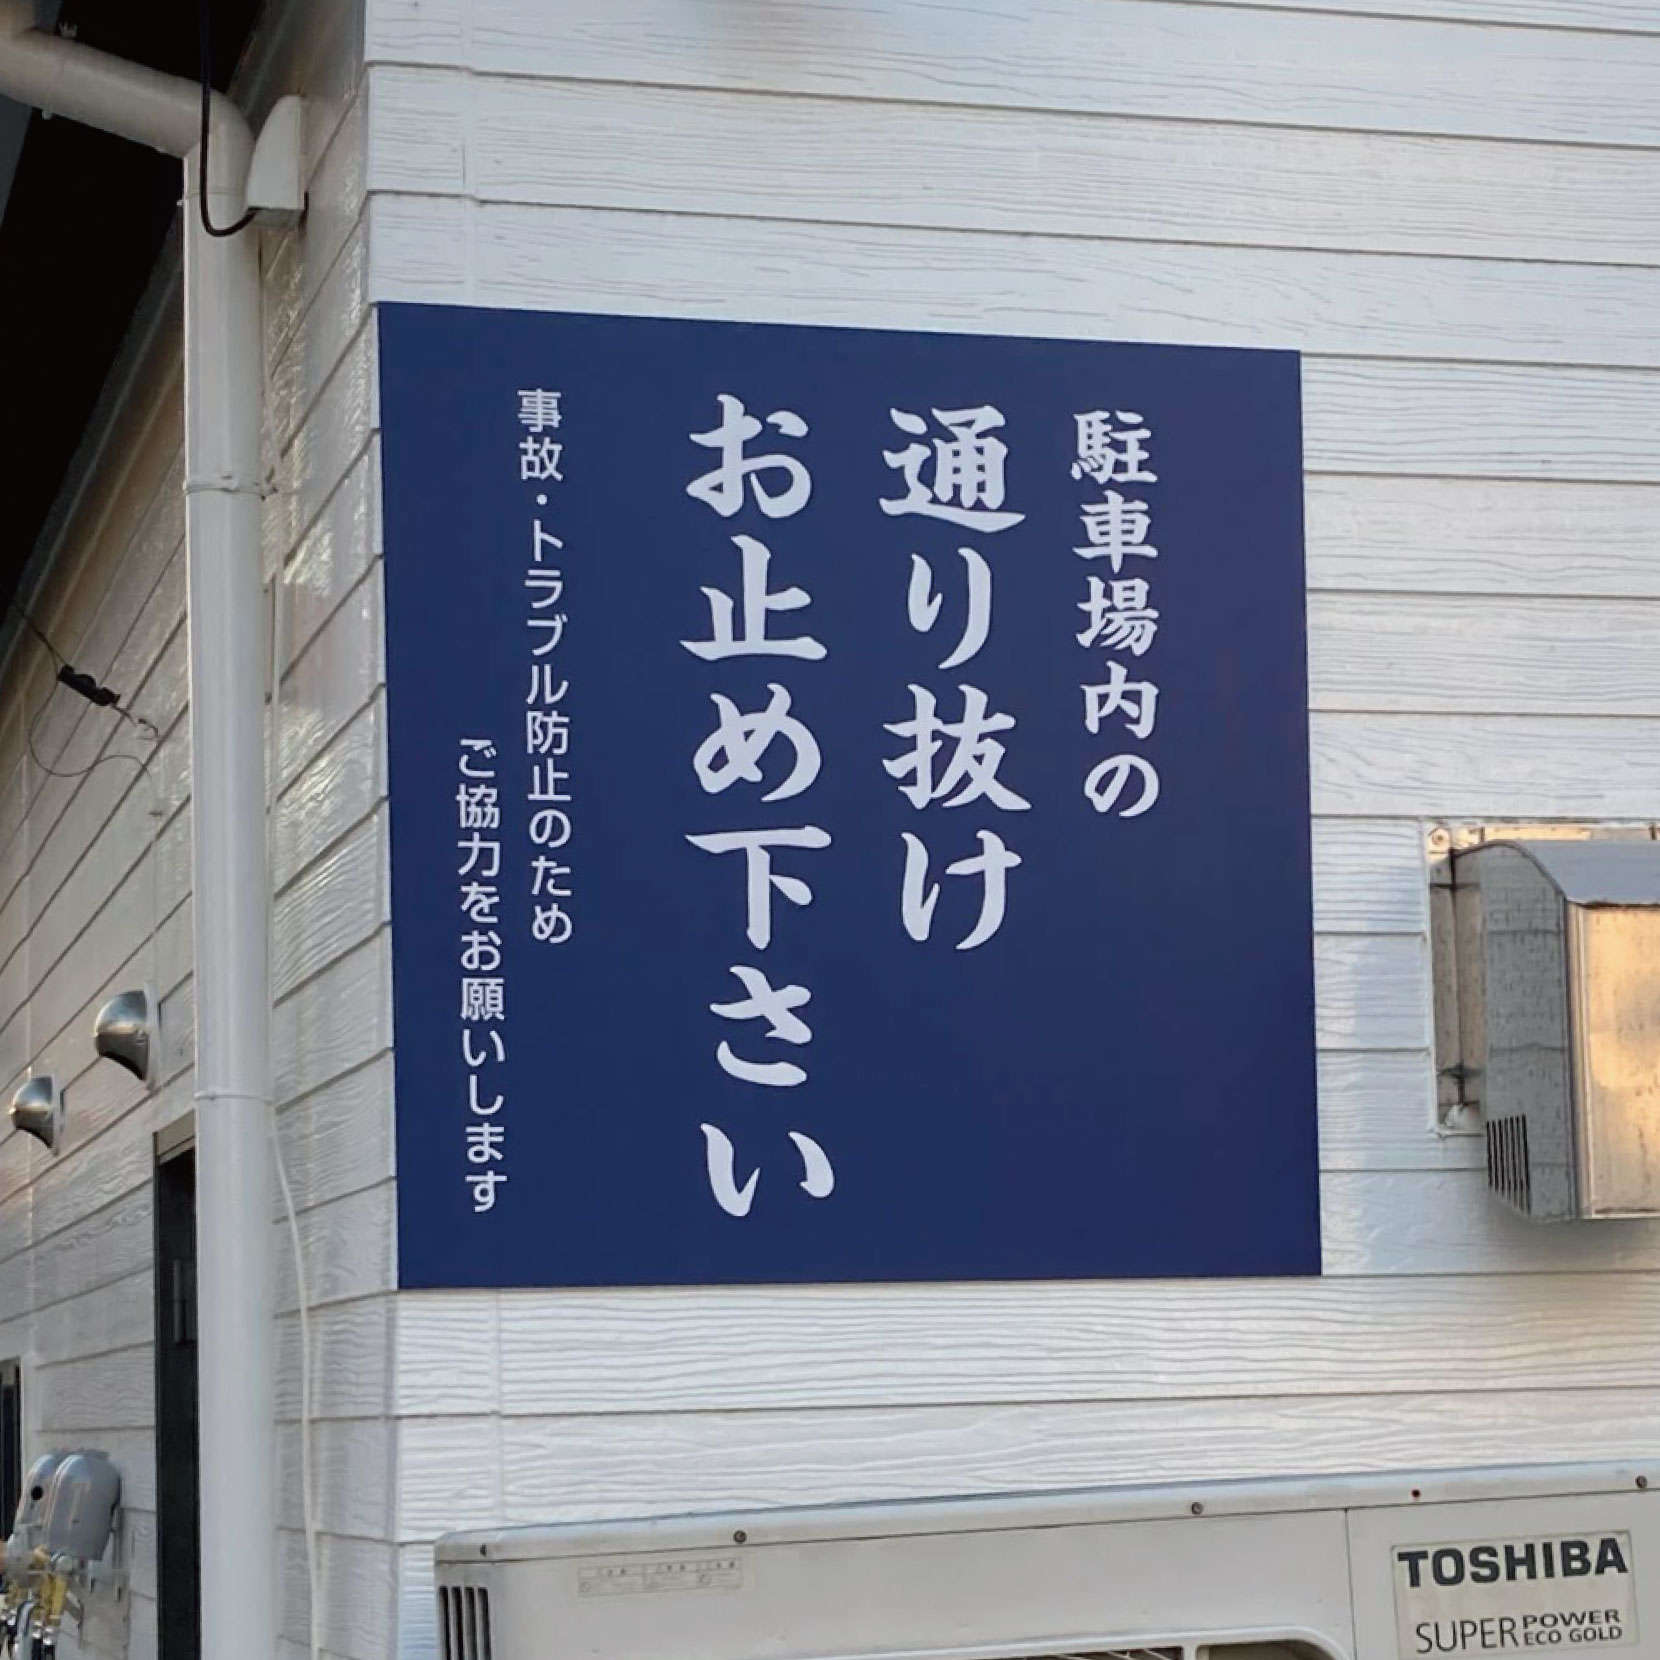 駐車場内の
通り抜け
お止め下さい
事故・トラブル防止のため
ご協力をお願いします
TOSHIBA
SUPER POWER ECO GOLD